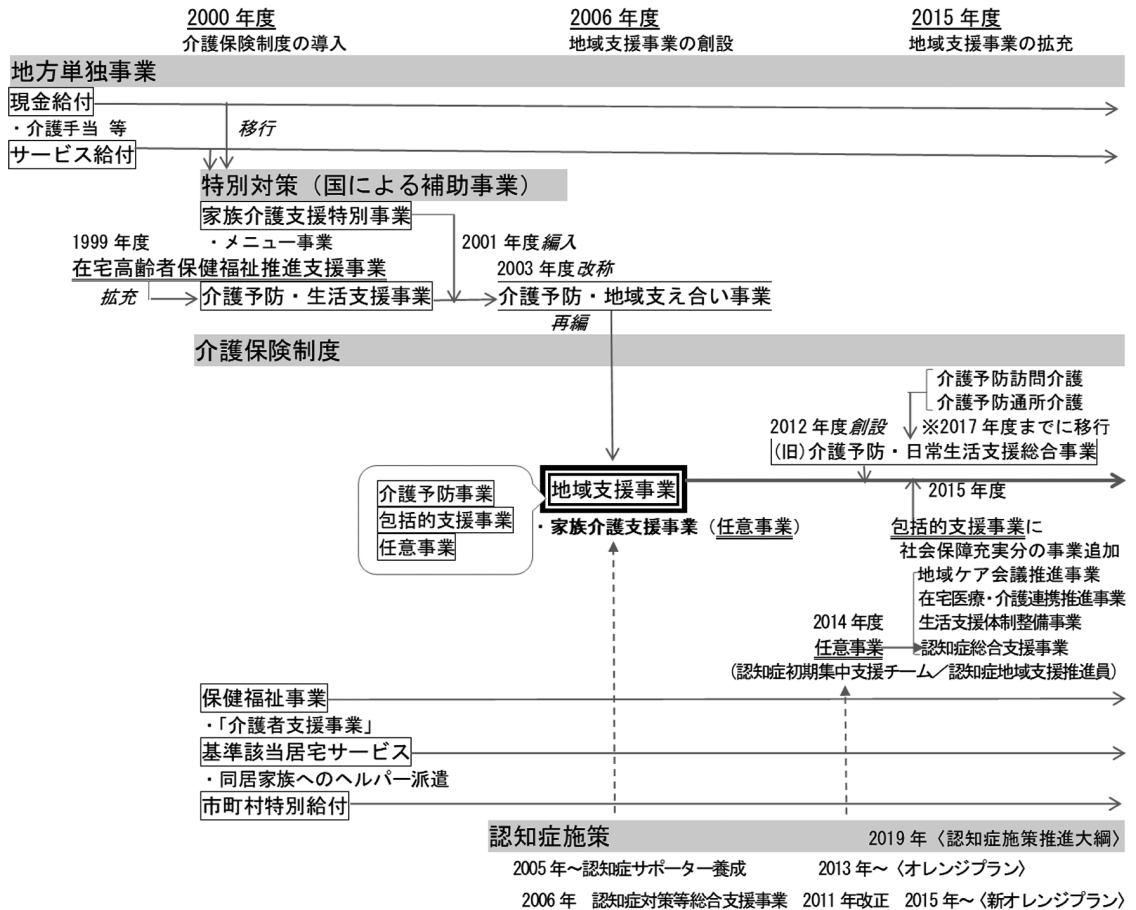 2000 年度
2006 年度
2015 年度
介護保険制度の導入
地域支援事業の創設
地域支援事業の拡充
地方単独事業
現金給付
・介護手当 等
移行
サービス給付
特別対策（国による補助事業）
家族介護支援特別事業
・メニュー事業
1999 年度
2001 年度編入
在宅高齢者保健福祉推進支援事業
2003 年度改称
拡充
介護予防・生活支援事業
介護予防・地域支え合い事業
再編
介護保険制度
介護予防訪問介護
介護予防通所介護
2012 年度創設
※2017 年度までに移行
(旧)介護予防・日常生活支援総合事業
地域支援事業
介護予防事業
包括的支援事業
任意事業
2015 年度
・家族介護支援事業（任意事業）
包括的支援事業に
社会保障充実分の事業追加
地域ケア会議推進事業
在宅医療・介護連携推進事業
2014 年度
生活支援体制整備事業
任意事業
認知症総合支援事業
（認知症初期集中支援チーム／認知症地域支援推進員）
保健福祉事業
・「介護者支援事業」
基準該当居宅サービス
・同居家族へのヘルパー派遣
市町村特別給付
認知症施策
2019 年〈認知症施策推進大綱〉
2005 年～認知症サポーター養成
2013 年～〈オレンジプラン〉
2006 年　認知症対策等総合支援事業
2011 年改正
2015 年～〈新オレンジプラン〉